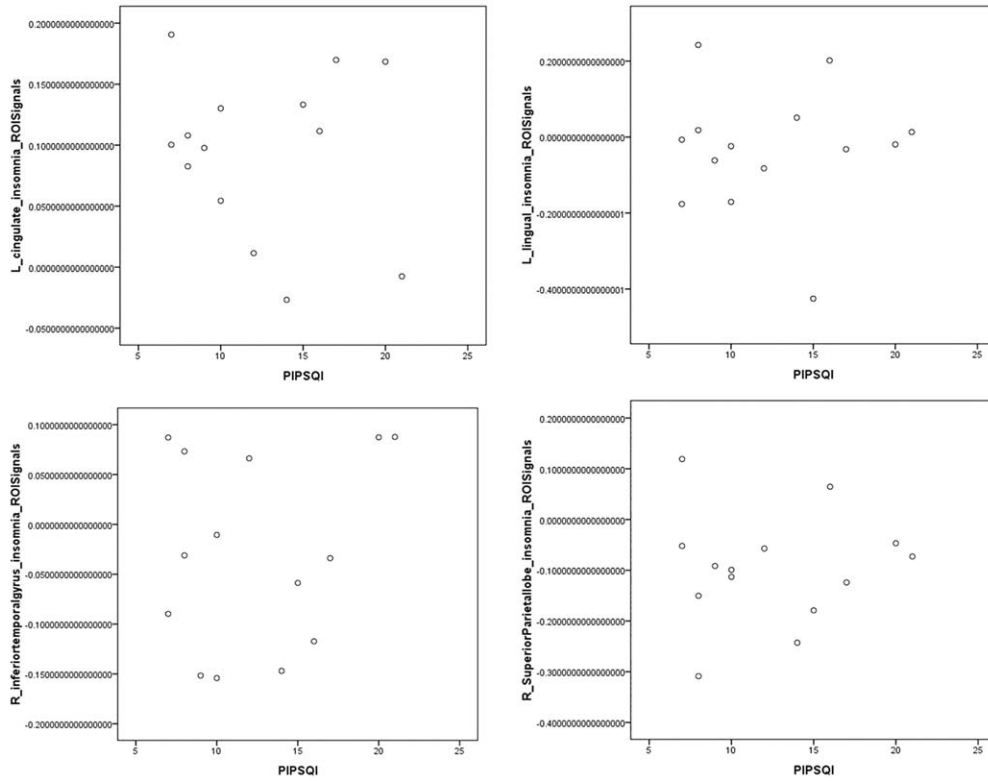 0.2000000000000000
0.1500000000000000
0.1000000000000000
0.0500000000000000
0.0000000000000000
-0.0500000000000000
L_cingulate_insomnia_ROISignals
5 10 15 20 25
PIPSQI
0.2000000000000000
0.0000000000000000
-0.2000000000000001
-0.4000000000000001
L_lingual_insomnia_ROISignals
5 10 15 20 25
PIPSQI
0.1000000000000000
0.0500000000000000
0.0000000000000000
-0.0500000000000000
-0.1000000000000000
-0.1500000000000000
-0.2000000000000000
R_inferiortemporalgyrus_insomnia_ROISignals
5 10 15 20 25
PIPSQI
0.2000000000000000
0.1000000000000000
0.0000000000000000
-0.1000000000000000
-0.2000000000000000
-0.3000000000000000
-0.4000000000000000
R_SuperiorParietallobe_insomnia_ROISignals
5 10 15 20 25
PIPSQI